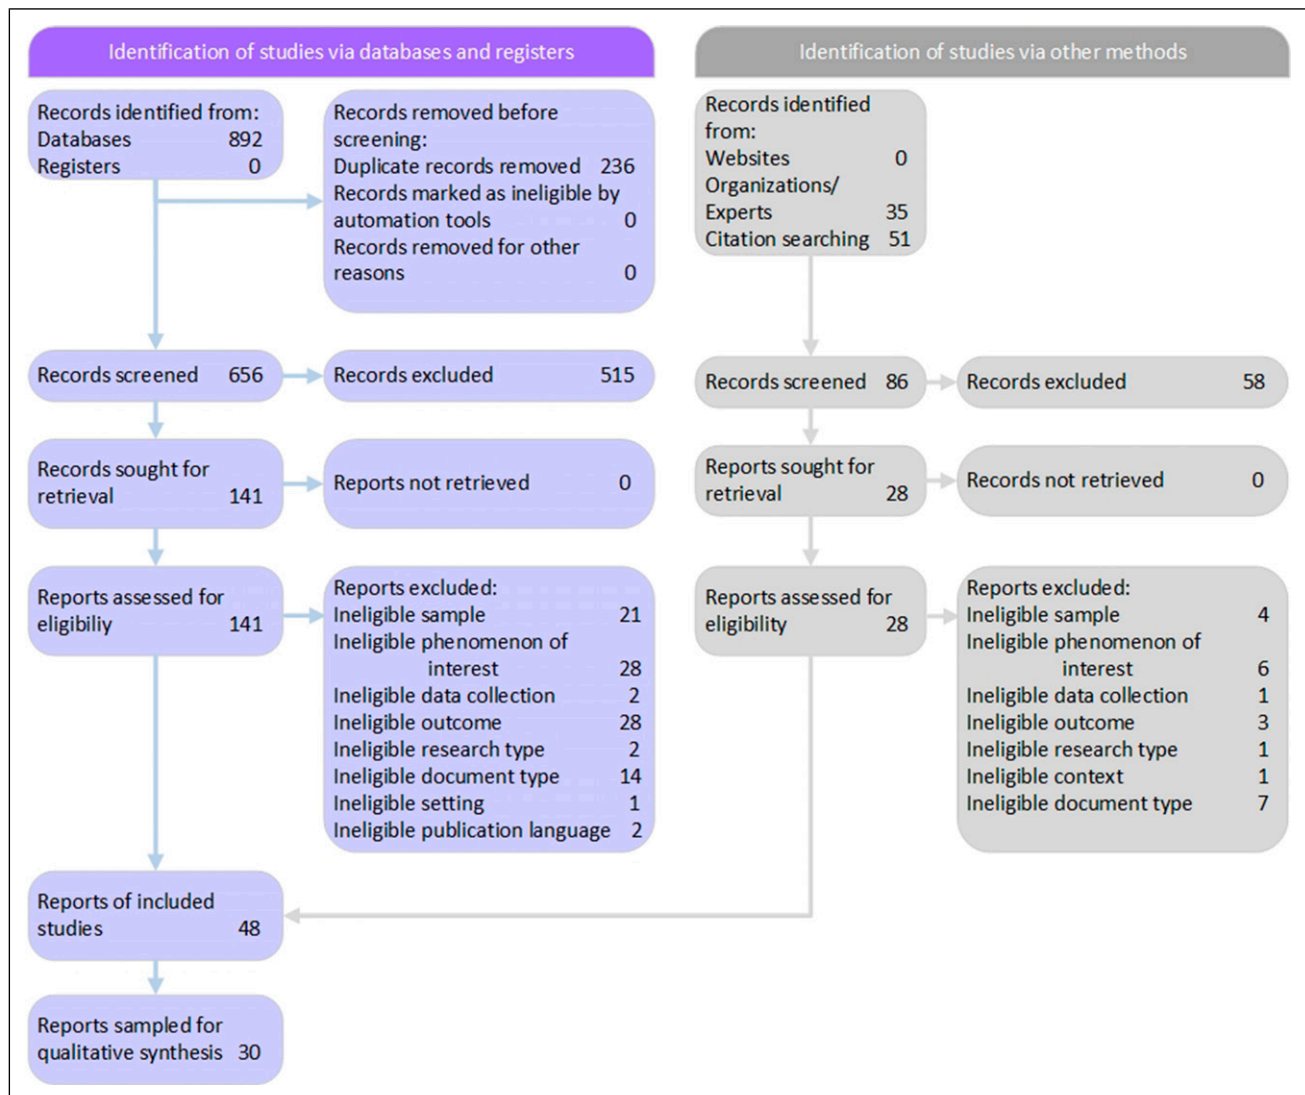 Identification of studies via databases and registers
Records identified from:
Databases 892
Registers 0
Records removed before
screening:
Duplicate records removed 236
Records marked as ineligible by
automation tools 0
Records removed for other
reasons 0
Records screened 656
Records excluded 515
Records sought for
retrieval 141
Reports not retrieved 0
Reports assessed for
eligibiliy 141
Reports excluded:
Ineligible sample 21
Ineligible phenomenon of
interest 28
Ineligible data collection 2
Ineligible outcome 28
Ineligible research type 2
Ineligible document type 14
Ineligible setting 1
Ineligible publication language 2
Reports of included
studies 48
Reports sampled for
qualitative synthesis 30
Identification of studies via other methods
Records identified
from:
Websites 0
Organizations/
Experts 35
Citation searching 51
Records screened 86
Records excluded 58
Reports sought for
retrieval 28
Records not retrieved 0
Reports assessed for
eligibility 28
Reports excluded:
Ineligible sample 4
Ineligible phenomenon of
interest 6
Ineligible data collection 1
Ineligible outcome 3
Ineligible research type 1
Ineligible context 1
Ineligible document type 7